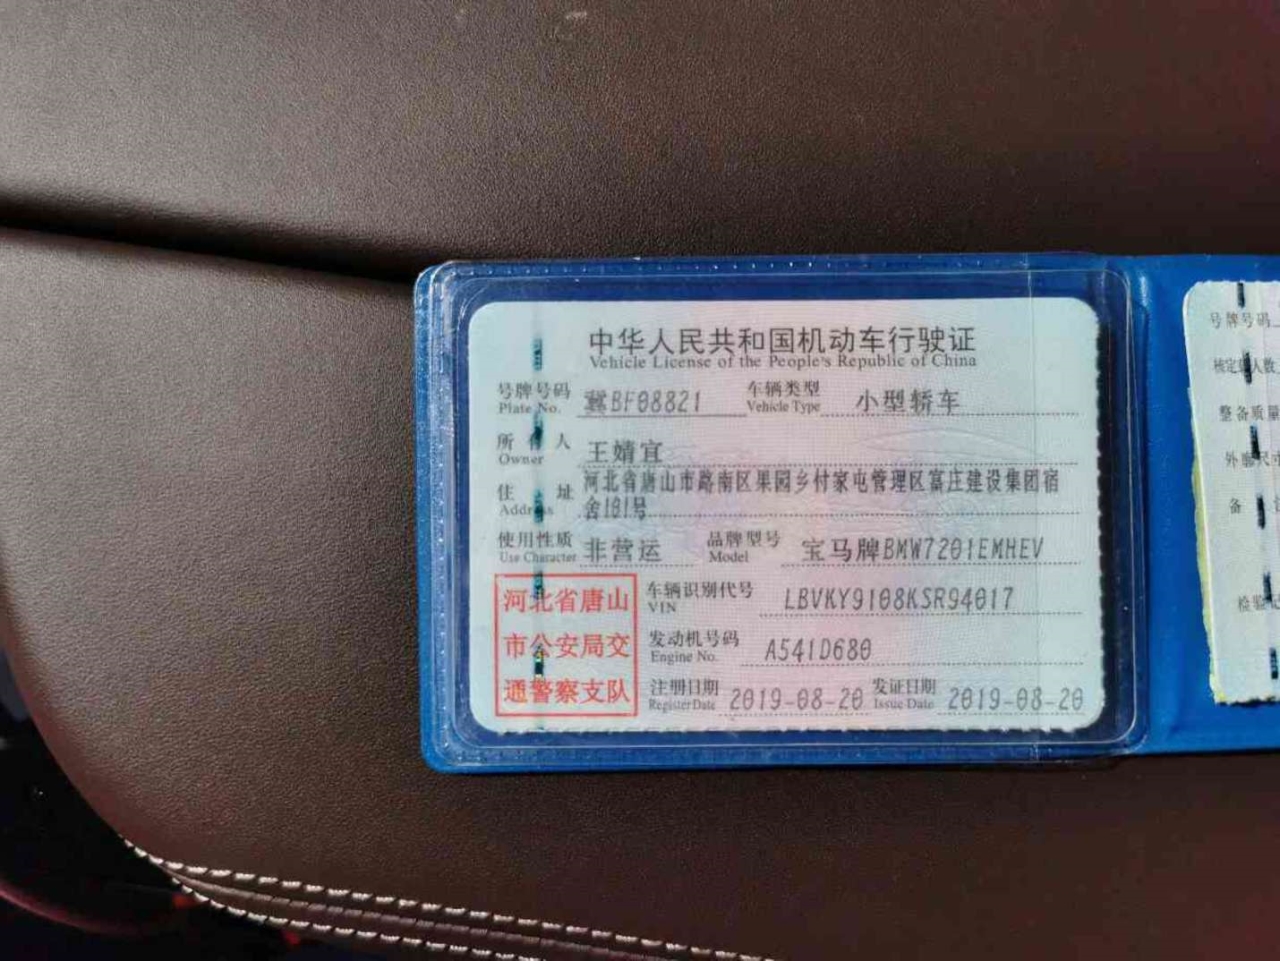 中华人民共和国机动车行驶证
Vehicle License of the People's Republic of China
号牌号码 冀BF08821 车辆类型 小型轿车
Plate No. Vehicle Type
所有人 王婧宜
Owner
住址 河北省唐山市路南区果园乡付家屯管理区富庄建设集团宿
Address 舍181号
使用性质 非营运 品牌型号 宝马牌BMW7201EMHEV
Use Character Model
河北省唐山 车辆识别代号 LBVKY9108KSR94017
VIN
市公安局交 发动机号码 A541D680
Engine No.
通警察支队 注册日期 2019-08-20 发证日期 2019-08-20
Register Date Issue Date
号牌号码
核定载人数
整备质量
外廓尺寸
备
检验